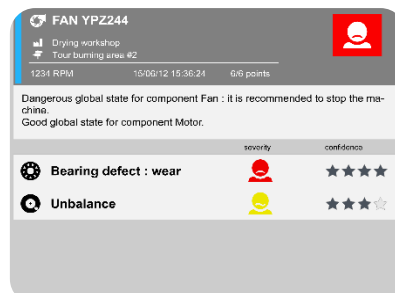 FAN YPZ244
Drying workshop
Tour burning area #2
1234 RPM 15/06/12 15:36:24 6/6 points
Dangerous global state for component Fan : it is recommended to stop the ma-
chine.
Good global state for component Motor.
severity confidence
Bearing defect : wear
Unbalance